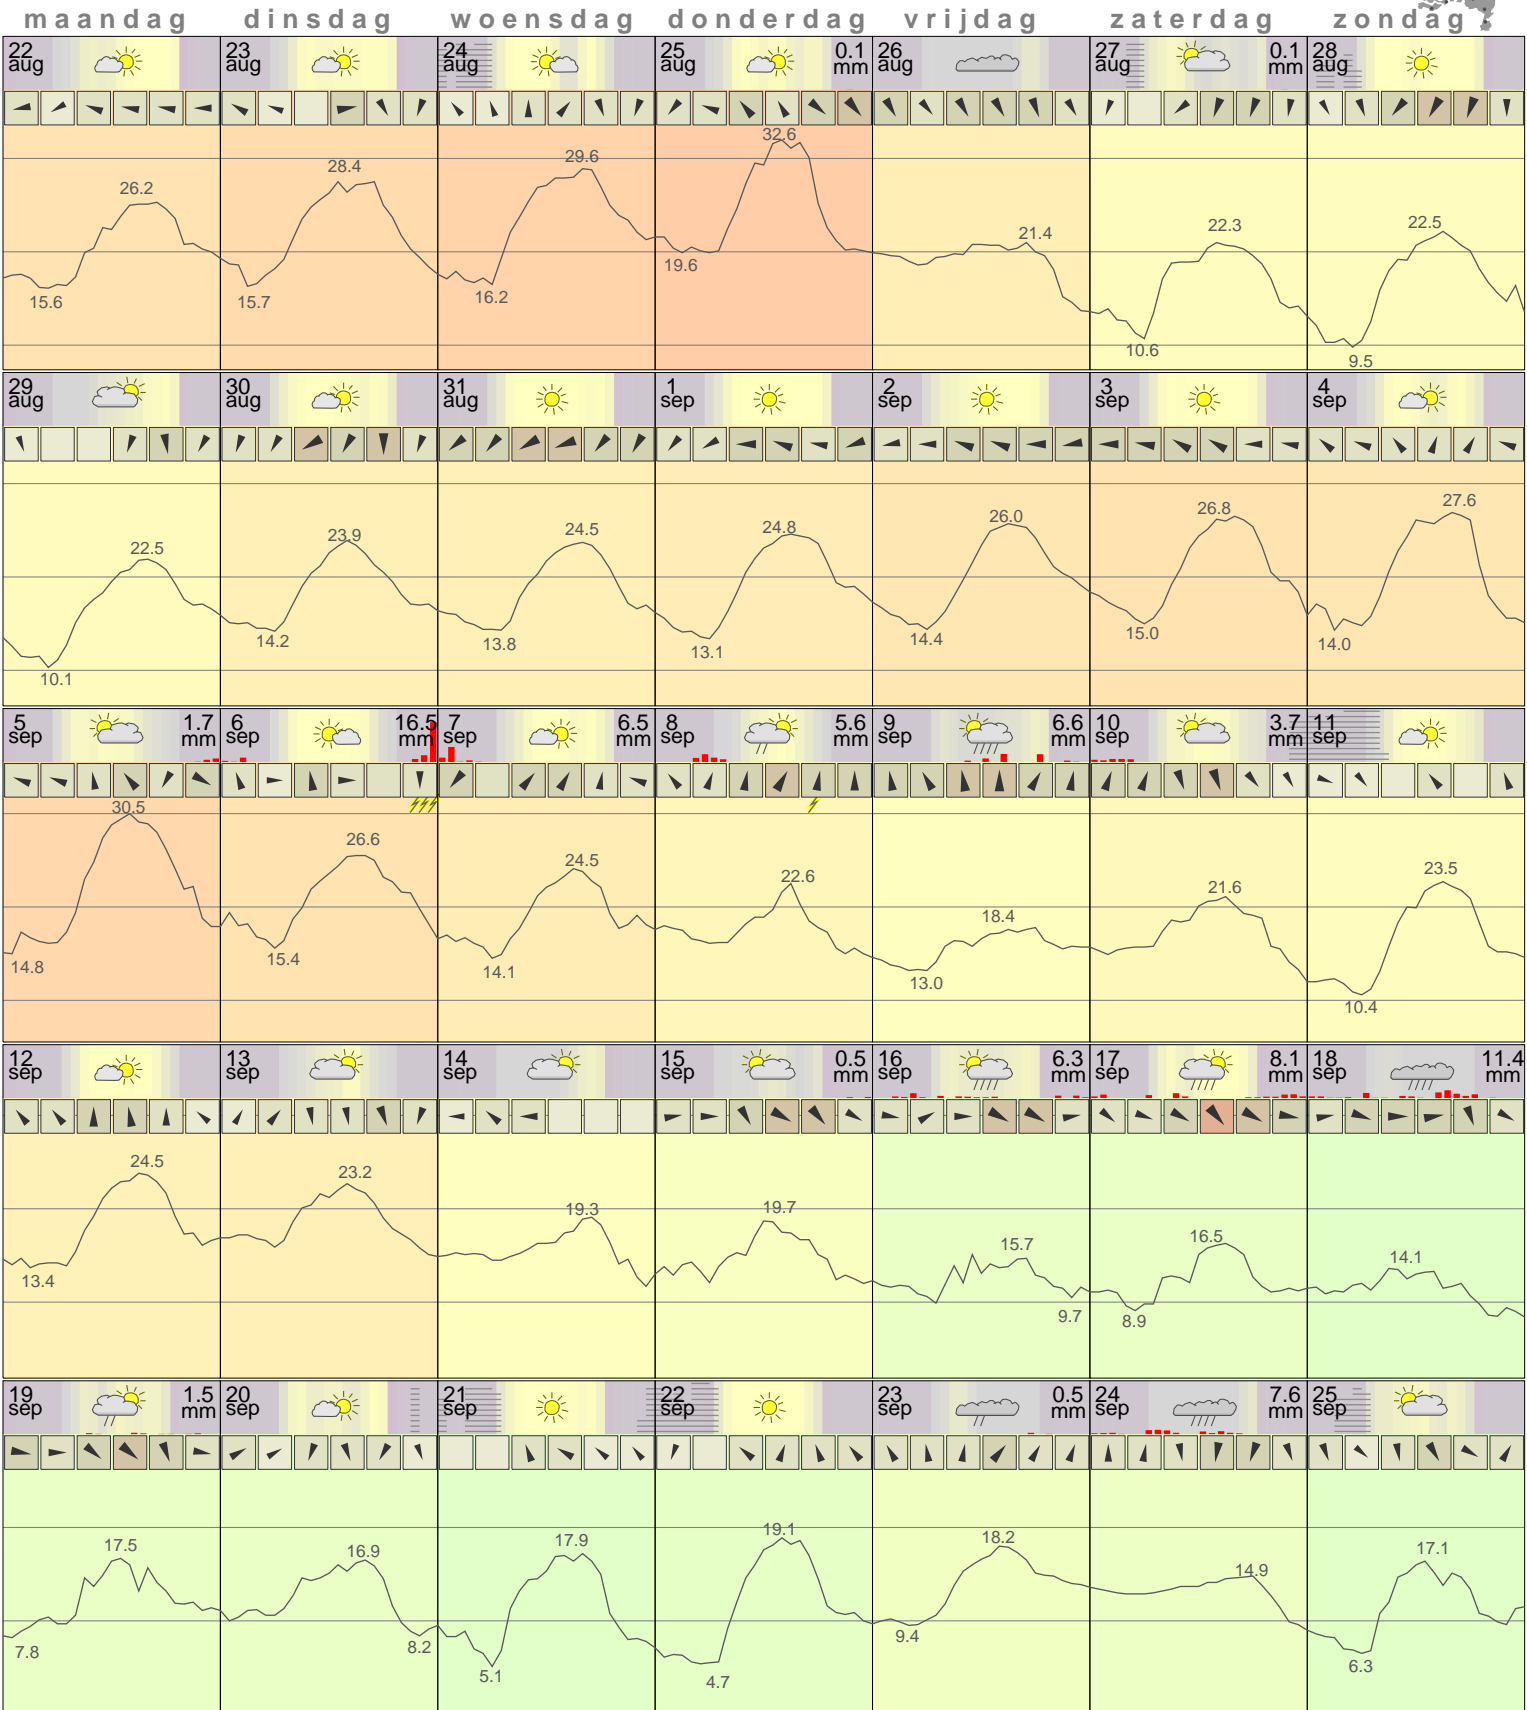 maandag dinsdag woensdag donderdag vrijdag zaterdag zondag
22 aug 23 aug 24 aug 25 aug 0.1 mm 26 aug 27 aug 0.1 mm 28 aug
26.2 28.4 29.6 32.6 21.4 22.3 22.5
15.6 15.7 16.2 19.6 10.6 9.5
29 aug 30 aug 31 aug 1 sep 2 sep 3 sep 4 sep
22.5 23.9 24.5 24.8 26.0 26.8 27.6
10.1 14.2 13.8 13.1 14.4 15.0 14.0
5 sep 1.7 mm 6 sep 16.5 mm 7 sep 6.5 mm 8 sep 5.6 mm 9 sep 6.6 mm 10 sep 3.7 mm 11 sep
30.5 26.6 24.5 22.6 18.4 21.6 23.5
14.8 15.4 14.1 13.0 10.4
12 sep 13 sep 14 sep 15 sep 0.5 mm 16 sep 6.3 mm 17 sep 8.1 mm 18 sep 11.4 mm
24.5 23.2 19.3 19.7 15.7 16.5 14.1
13.4 9.7 8.9
19 sep 1.5 mm 20 sep 21 sep 22 sep 23 sep 0.5 mm 24 sep 7.6 mm 25 sep
17.5 16.9 17.9 19.1 18.2 14.9 17.1
7.8 8.2 5.1 4.7 9.4 6.3